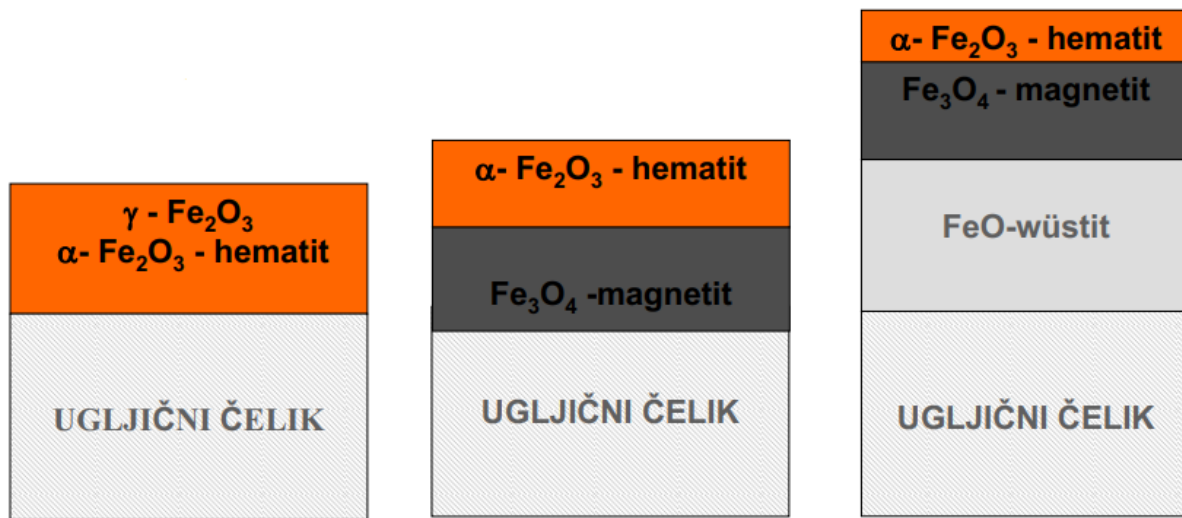 γ - Fe₂O₃
α- Fe₂O₃ - hematit
UGLJIČNI ČELIK
α- Fe₂O₃ - hematit
Fe₃O₄ -magnetit
UGLJIČNI ČELIK
α- Fe₂O₃ - hematit
Fe₃O₄ - magnetit
FeO-wüstit
UGLJIČNI ČELIK